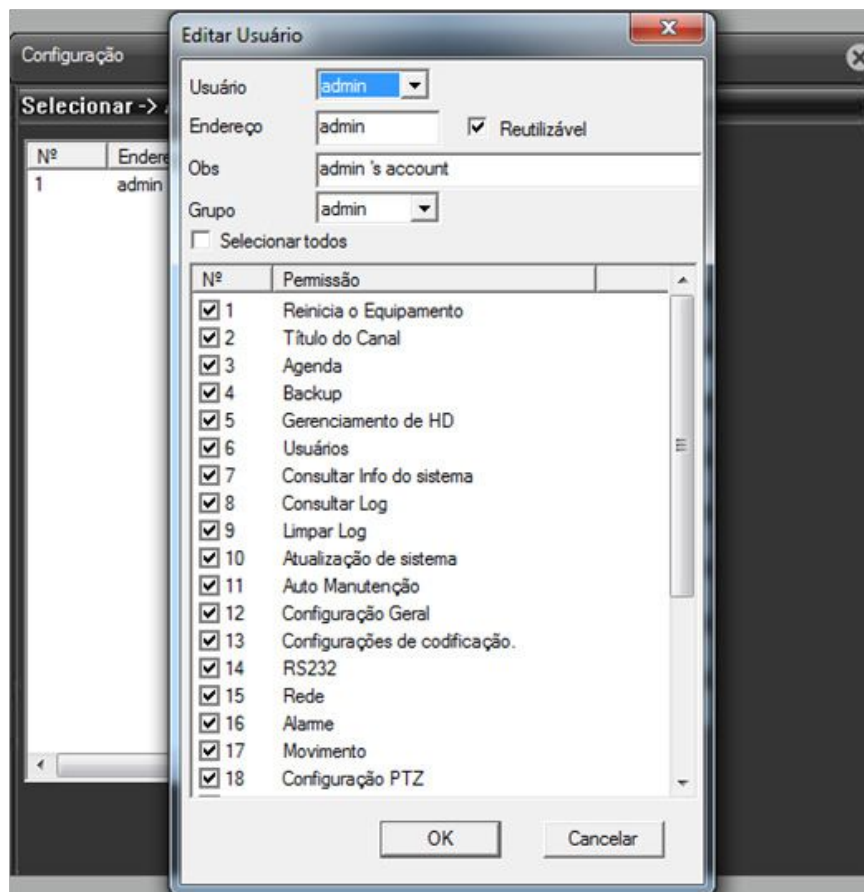 Editar Usuário
Configuração
Selecionar ->
Usuário admin
Endereço admin Reutilizável
Obs admin 's account
Grupo admin
Selecionar todos
Nº Endere
1 admin
Nº Permissão
1 Reinicia o Equipamento
2 Título do Canal
3 Agenda
4 Backup
5 Gerenciamento de HD
6 Usuários
7 Consultar Info do sistema
8 Consultar Log
9 Limpar Log
10 Atualização de sistema
11 Auto Manutenção
12 Configuração Geral
13 Configurações de codificação.
14 RS232
15 Rede
16 Alarme
17 Movimento
18 Configuração PTZ
OK Cancelar